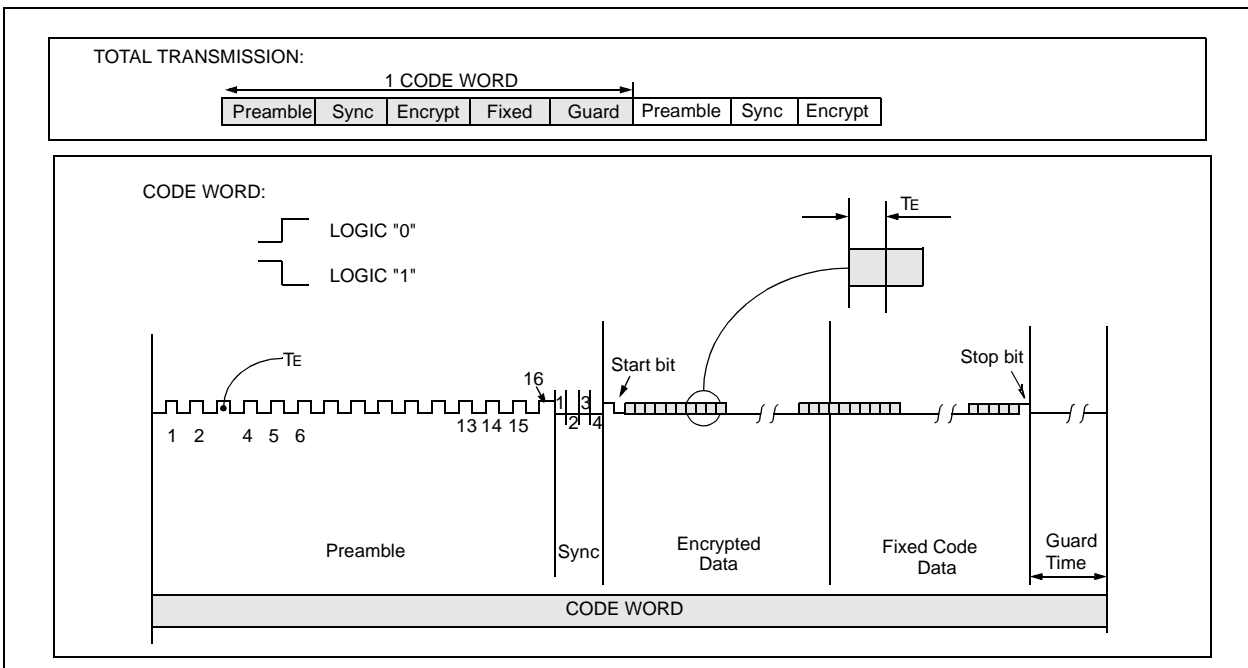 TOTAL TRANSMISSION:
1 CODE WORD
Preamble Sync Encrypt Fixed Guard Preamble Sync Encrypt
CODE WORD:
LOGIC "0"
LOGIC "1"
TE
TE
Start bit
Stop bit
16
1 3
2 4
1 2 4 5 6 13 14 15
Preamble
Sync
Encrypted
Data
Fixed Code
Data
Guard
Time
CODE WORD